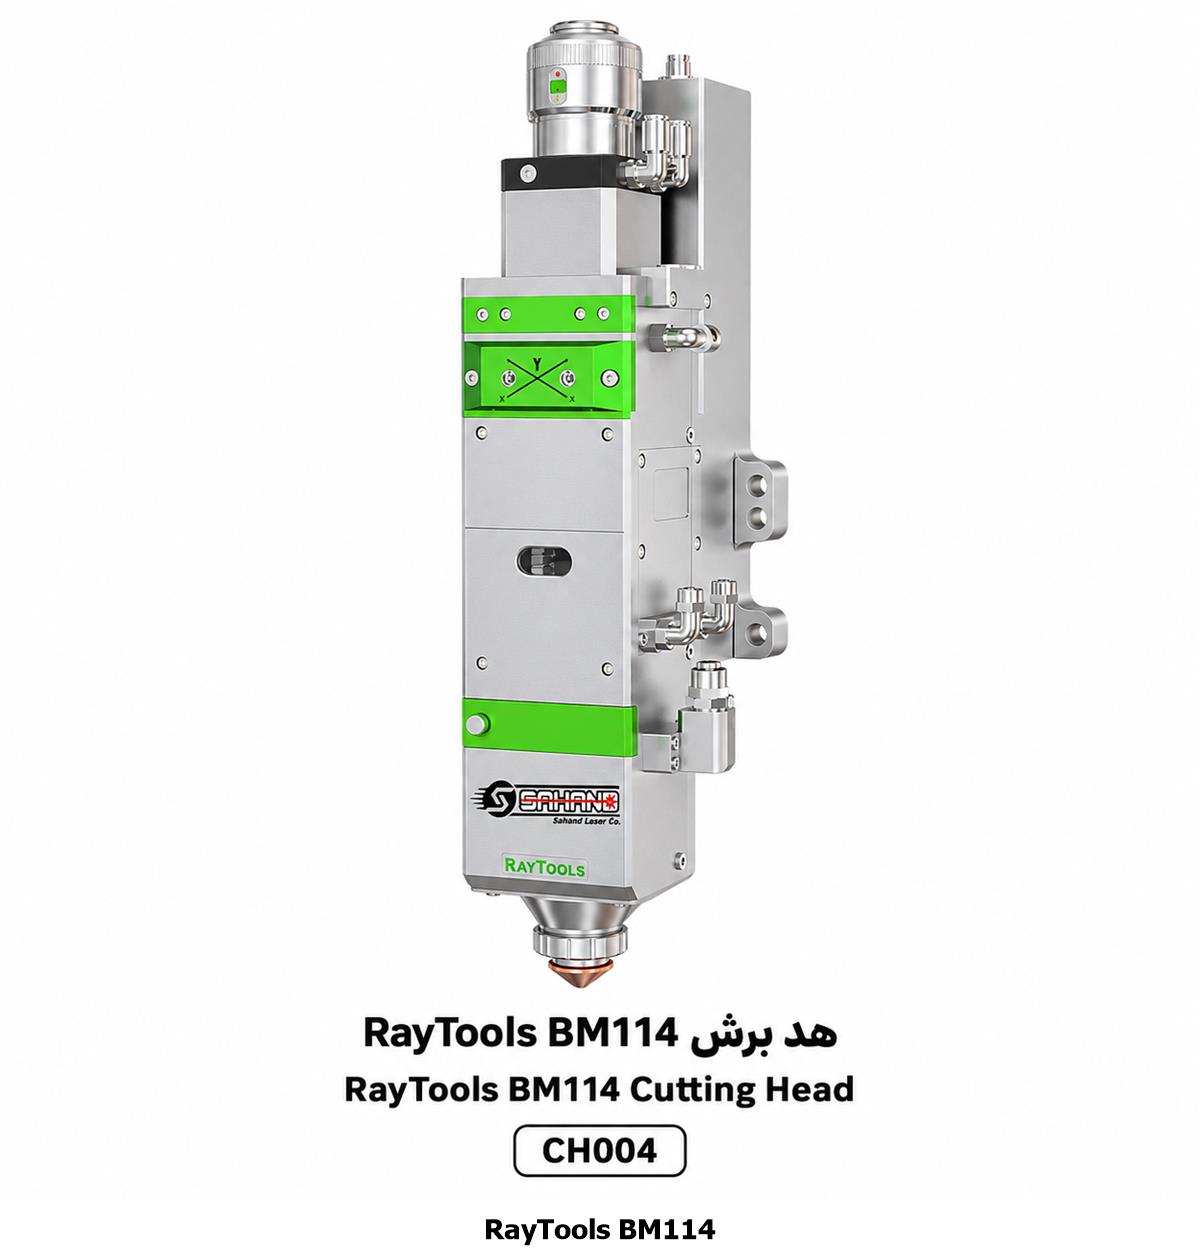 Y
X X
SAHAND
Sahand Laser Co.
RAYTOOLS
هد برش RayTools BM114
RayTools BM114 Cutting Head
CH004
RayTools BM114